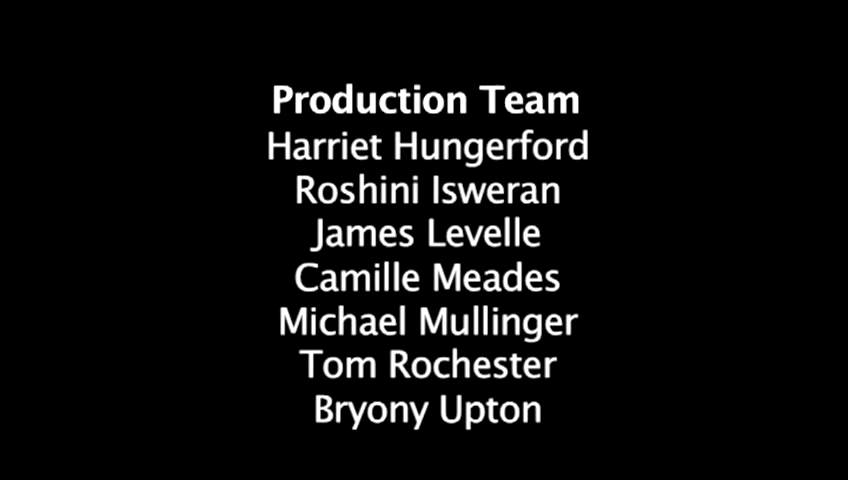 Production Team
Harriet Hungerford
Roshini Isweran
James Levelle
Camille Meades
Michael Mullinger
Tom Rochester
Bryony Upton